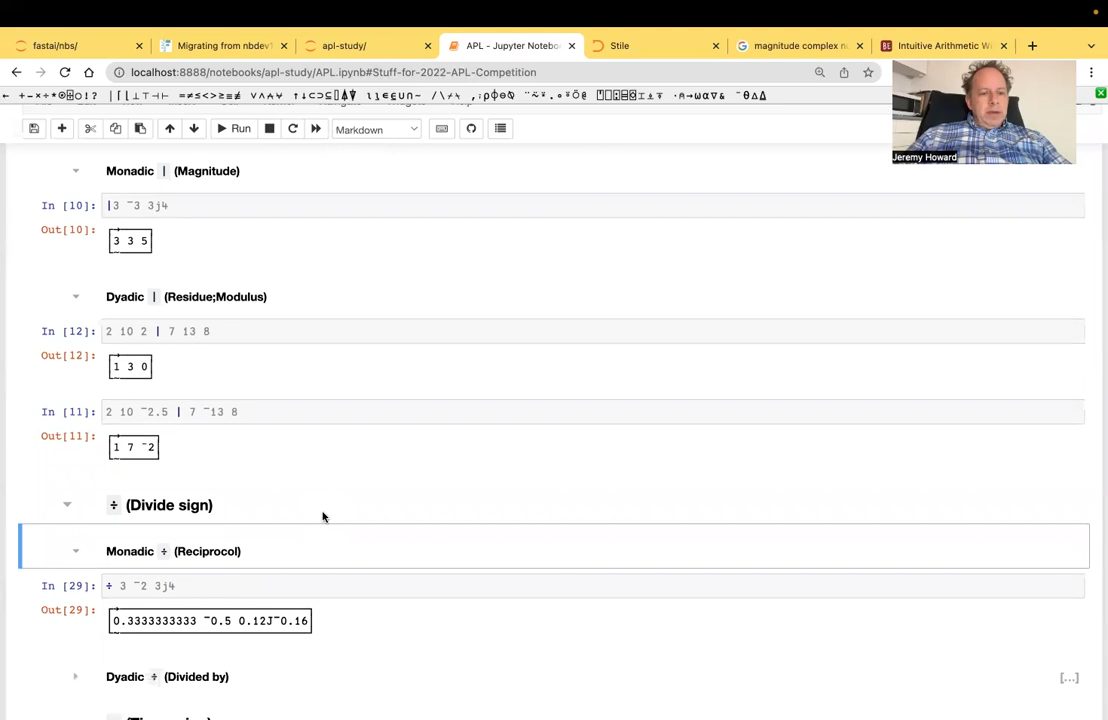 fastai/nbs/
Migrating from nbdev1
apl-study/
APL - Jupyter Noteboo
Stile
magnitude complex nu
Intuitive Arithmetic W
localhost:8888/notebooks/apl-study/APL.ipynb#Stuff-for-2022-APL-Competition
Run
Markdown
Jeremy Howard
Monadic | (Magnitude)
In [10]: |3 ¯3 3j4
Out[10]:
3 3 5
Dyadic | (Residue;Modulus)
In [12]: 2 10 2 | 7 13 8
Out[12]:
1 3 0
In [11]: 2 10 ¯2.5 | 7 ¯13 8
Out[11]:
1 7 ¯2
÷ (Divide sign)
Monadic ÷ (Reciprocol)
In [29]: ÷ 3 ¯2 3j4
Out[29]:
0.3333333333 ¯0.5 0.12J¯0.16
Dyadic ÷ (Divided by)
[...]